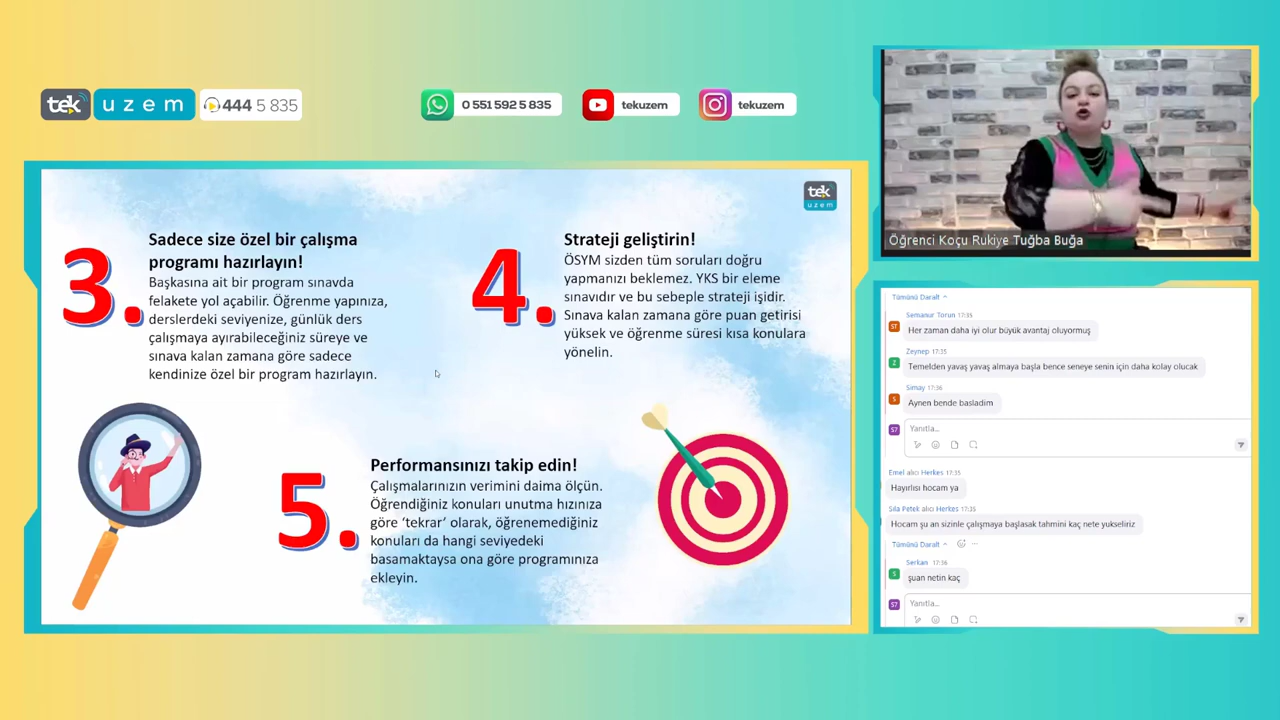 tek uzem 444 5 835
0 551 592 5 835
tekuzem
tekuzem
tek
uzem
3.
Sadece size özel bir çalışma
programı hazırlayın!
Başkasına ait bir program sınavda
felakete yol açabilir. Öğrenme yapınıza,
derslerdeki seviyenize, günlük ders
çalışmaya ayırabileceğiniz süreye ve
sınava kalan zamana göre sadece
kendinize özel bir program hazırlayın.
4.
Strateji geliştirin!
ÖSYM sizden tüm soruları doğru
yapmanızı beklemez. YKS bir eleme
sınavıdır ve bu sebeple strateji işidir.
Sınava kalan zamana göre puan getirisi
yüksek ve öğrenme süresi kısa konulara
yönelin.
5.
Performansınızı takip edin!
Çalışmalarınızın verimini daima ölçün.
Öğrendiğiniz konuları unutma hızınıza
göre ‘tekrar’ olarak, öğrenemediğiniz
konuları da hangi seviyedeki
basamaktaysa ona göre programınıza
ekleyin.
Öğrenci Koçu Rukiye Tuğba Buğa
Tümünü Daralt
Semanur Torun 17:35
ST
Her zaman daha iyi olur büyük avantaj oluyormuş
Zeynep 17:35
Z
Temelden yavaş yavaş almaya başla bence seneye senin için daha kolay olucak
Simay 17:36
S
Aynen bende basladim
S?
Yanıtla...
Emel alıcı Herkes 17:35
Hayırlısı hocam ya
Sıla Petek alıcı Herkes 17:35
Hocam şu an sizinle çalışmaya başlasak tahmini kaç nete yukseliriz
Tümünü Daralt
Serkan 17:36
S
şuan netin kaç
S?
Yanıtla...